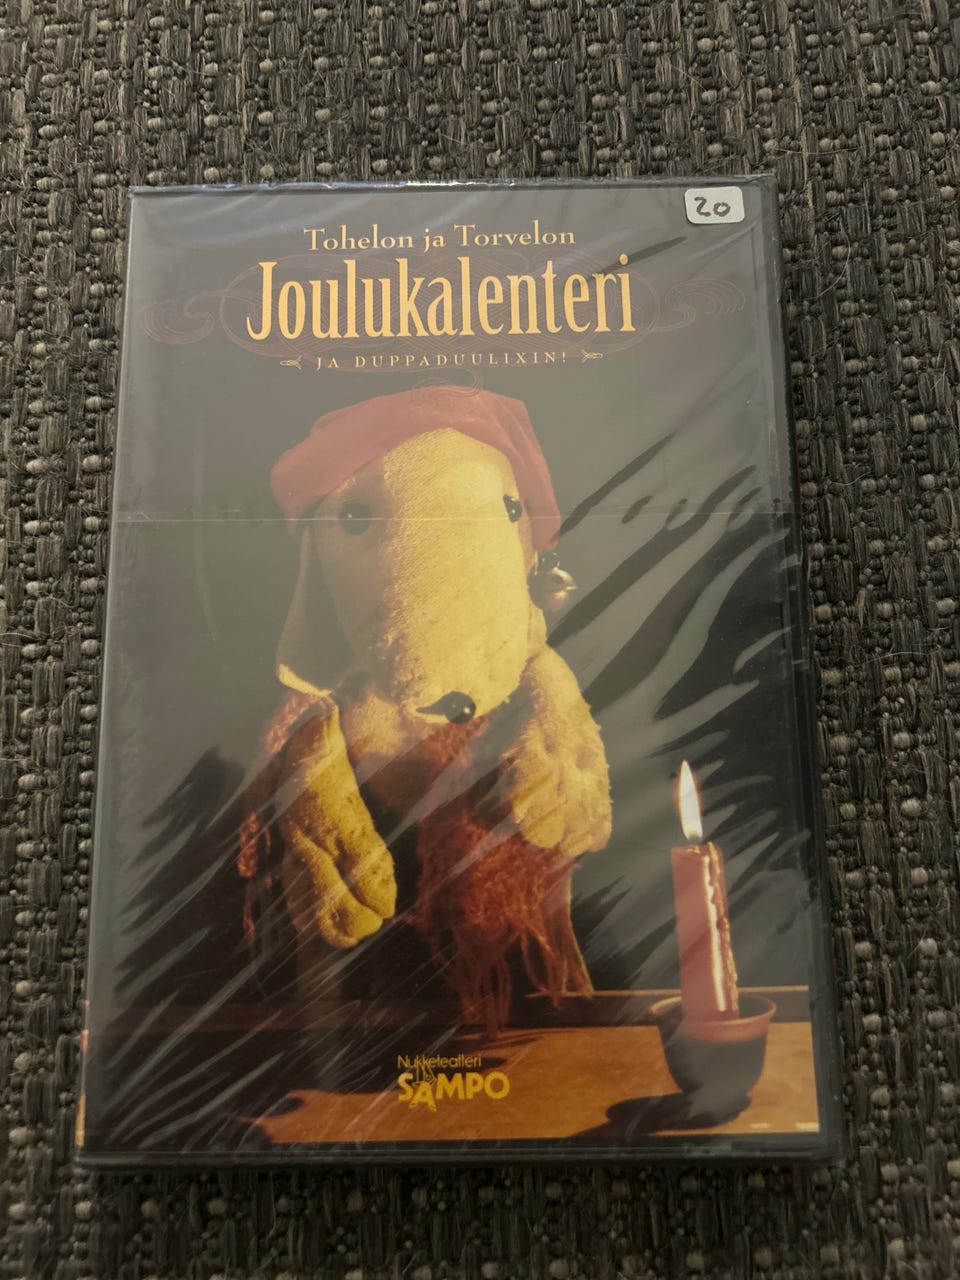 20
Tohelon ja Torvelon
Joulukalenteri
JA DUPPADUULIXIN!
Nukketeatteri
SAMPO